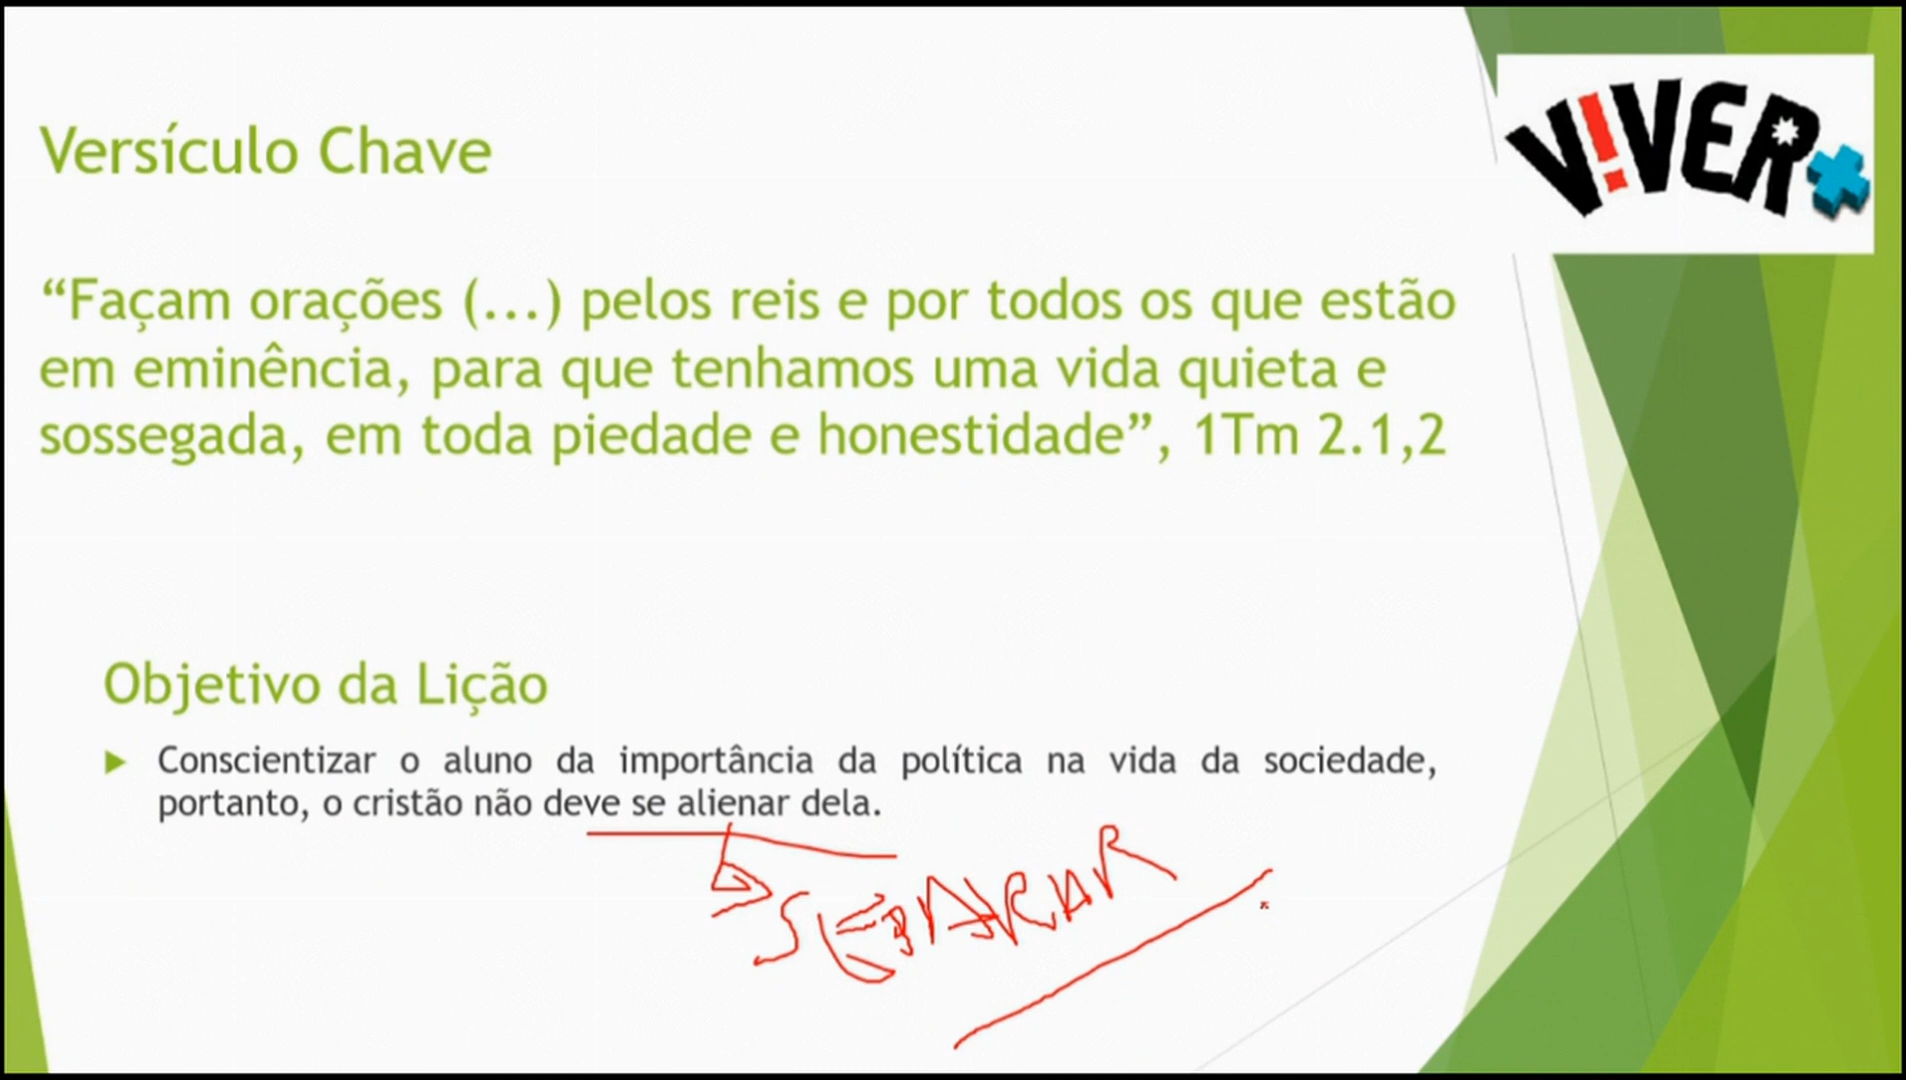 V!VER+
Versículo Chave
“Façam orações (...) pelos reis e por todos os que estão
em eminência, para que tenhamos uma vida quieta e
sossegada, em toda piedade e honestidade”, 1Tm 2.1,2
Objetivo da Lição
Conscientizar o aluno da importância da política na vida da sociedade,
portanto, o cristão não deve se alienar dela.
SEPARAR